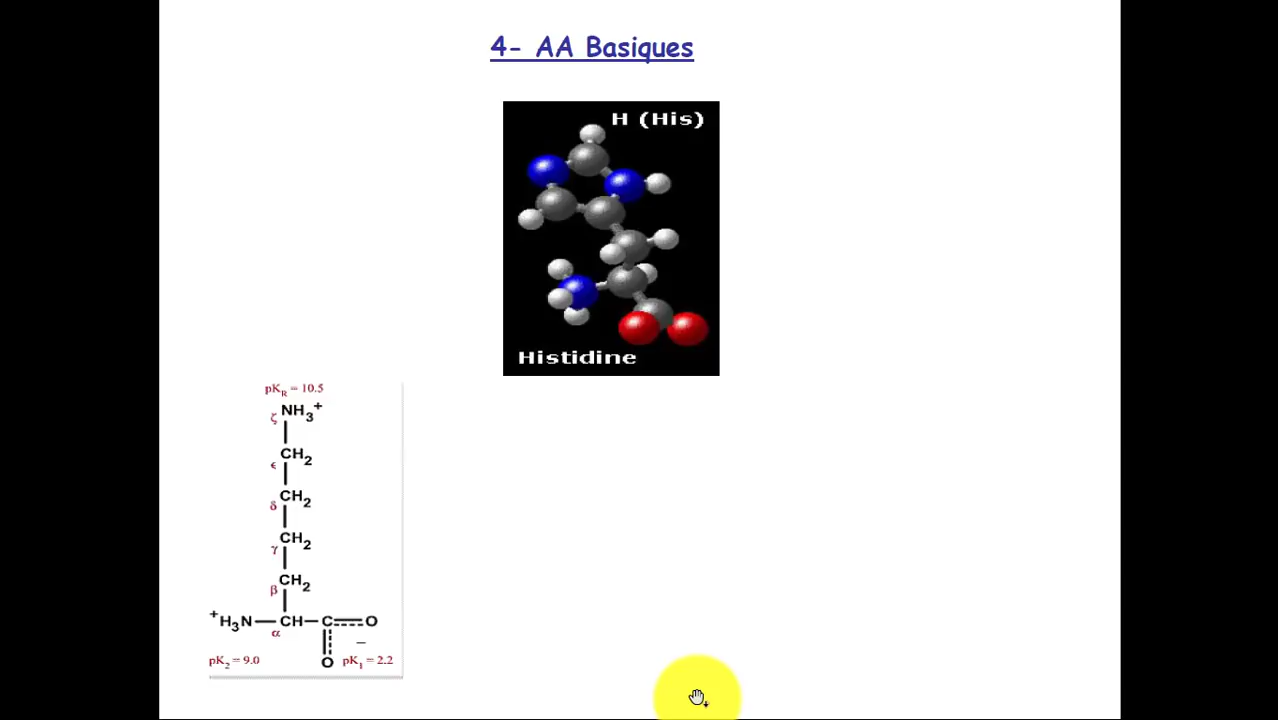 4- AA Basiques
H (His)
Histidine
pKR = 10.5
ζ NH3+
ϵ CH2
δ CH2
γ CH2
β CH2
+H3N—CH—C=O
α
–
pK2 = 9.0 O pK1 = 2.2